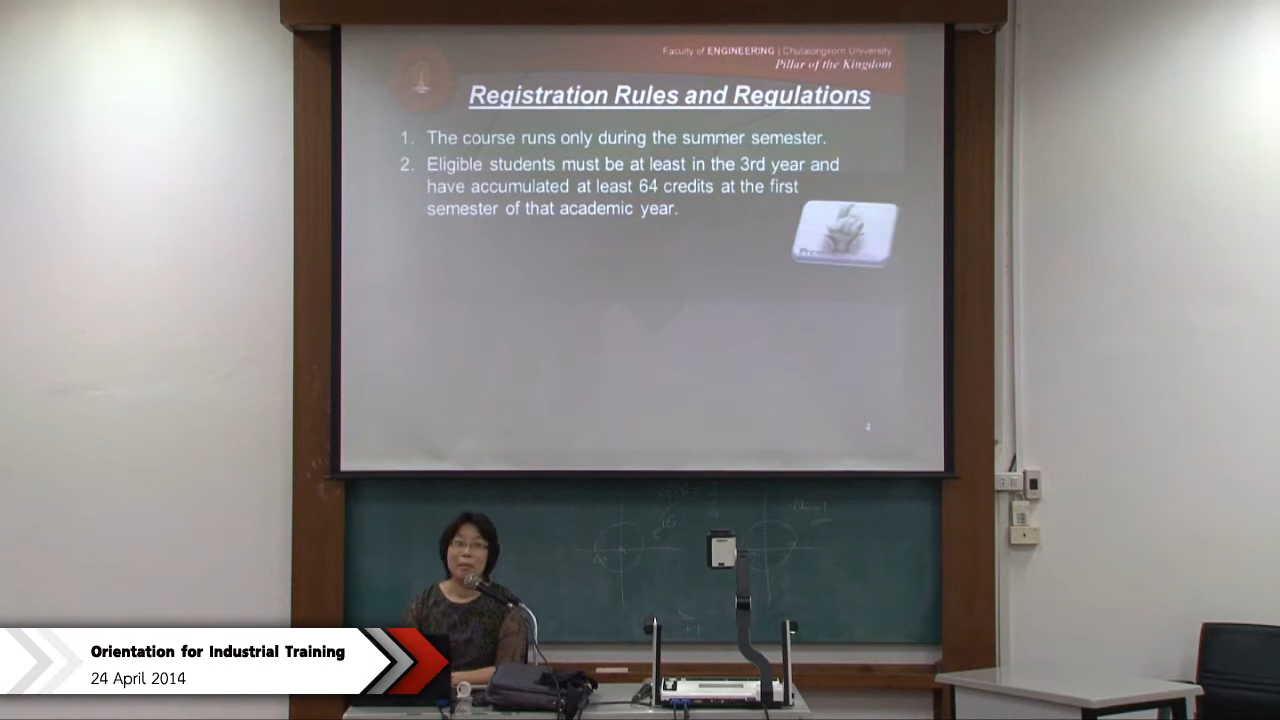 Faculty of ENGINEERING | Chulalongkorn University
Pillar of the Kingdom
Registration Rules and Regulations
1. The course runs only during the summer semester.
2. Eligible students must be at least in the 3rd year and
have accumulated at least 64 credits at the first
semester of that academic year.
4
Orientation for Industrial Training
24 April 2014